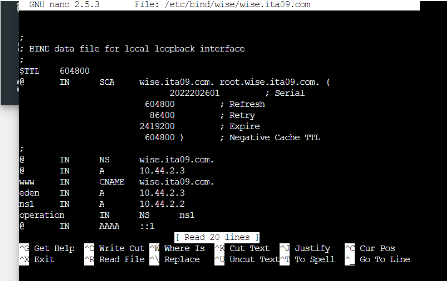 GNU nano 2.5.3 File: /etc/bind/wise/wise.ita09.com
;
; BIND data file for local loopback interface
;
$TTL 604800
@ IN SCA wise.ita09.com. root.wise.ita09.com. (
2022202601 ; Serial
604800 ; Refresh
86400 ; Retry
2419200 ; Expire
604800 ) ; Negative Cache TTL
;
@ IN NS wise.ita09.com.
@ IN A 10.44.2.3
www IN CNAME wise.ita09.com.
eden IN A 10.44.2.3
ns1 IN A 10.44.2.2
operation IN NS ns1
@ IN AAAA ::1
[ Read 20 lines ]
^G Get Help ^O Write Out ^W Where Is ^K Cut Text ^J Justify ^C Cur Pos
^X Exit ^R Read File ^\ Replace ^U Uncut Text ^T To Spell ^_ Go To Line